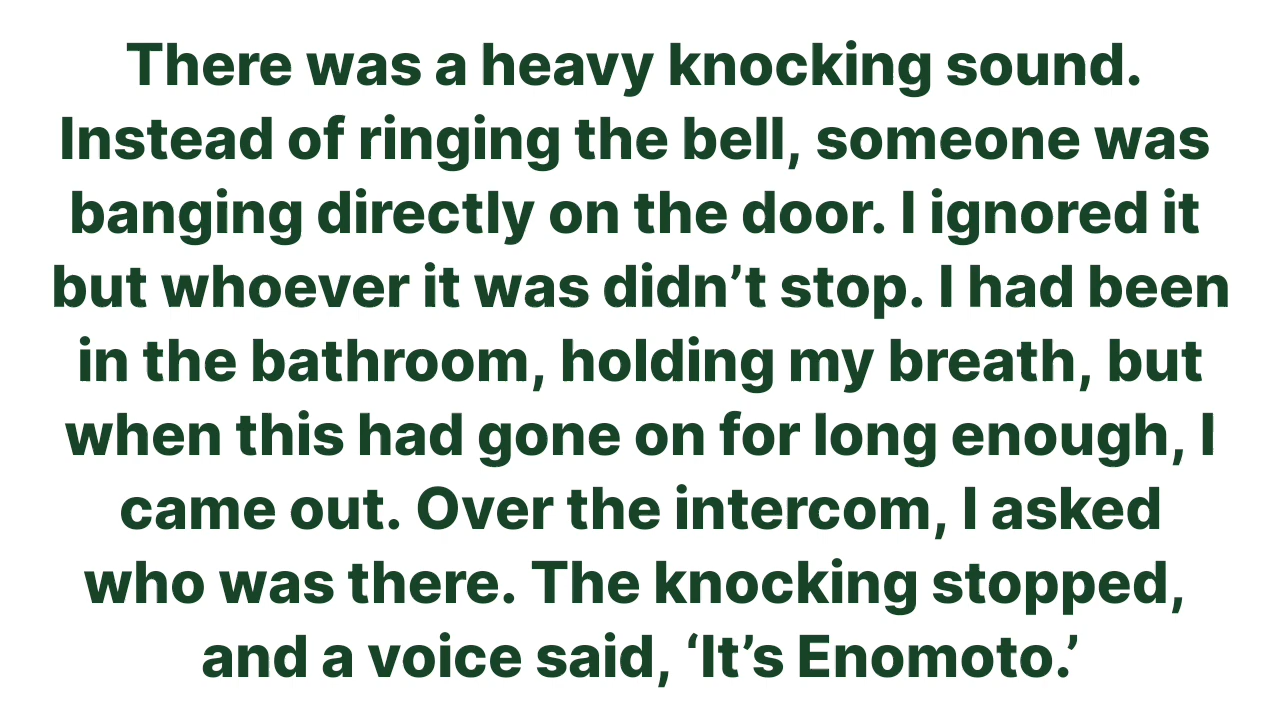 There was a heavy knocking sound.
Instead of ringing the bell, someone was
banging directly on the door. I ignored it
but whoever it was didn’t stop. I had been
in the bathroom, holding my breath, but
when this had gone on for long enough, I
came out. Over the intercom, I asked
who was there. The knocking stopped,
and a voice said, ‘It’s Enomoto.’